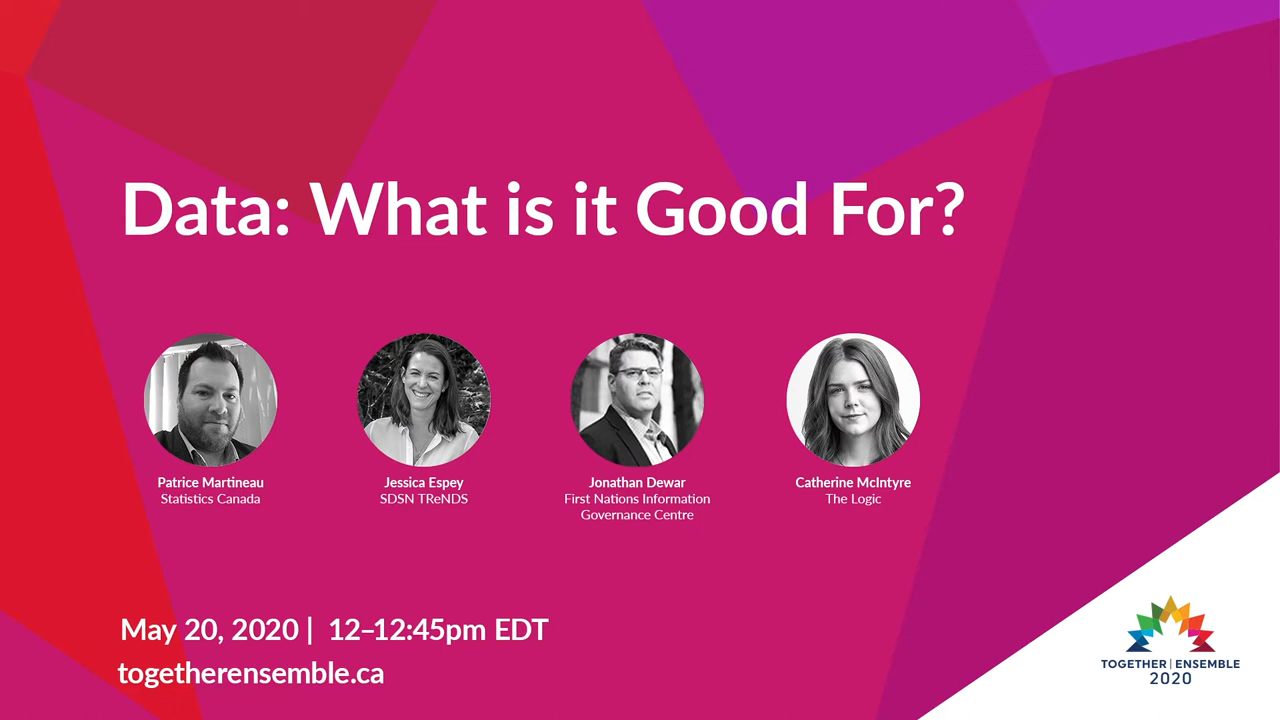 Data: What is it Good For?
Patrice Martineau
Statistics Canada
Jessica Espey
SDSN TReNDS
Jonathan Dewar
First Nations Information
Governance Centre
Catherine McIntyre
The Logic
May 20, 2020 | 12–12:45pm EDT
togetherensemble.ca
TOGETHER | ENSEMBLE
2020